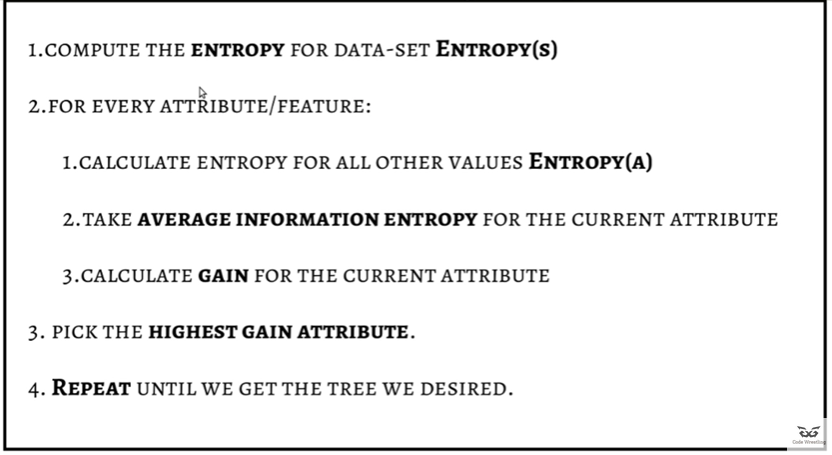 1.COMPUTE THE ENTROPY FOR DATA-SET ENTROPY(S)
2.FOR EVERY ATTRIBUTE/FEATURE:
1.CALCULATE ENTROPY FOR ALL OTHER VALUES ENTROPY(A)
2.TAKE AVERAGE INFORMATION ENTROPY FOR THE CURRENT ATTRIBUTE
3.CALCULATE GAIN FOR THE CURRENT ATTRIBUTE
3. PICK THE HIGHEST GAIN ATTRIBUTE.
4. REPEAT UNTIL WE GET THE TREE WE DESIRED.
Code Wrestling